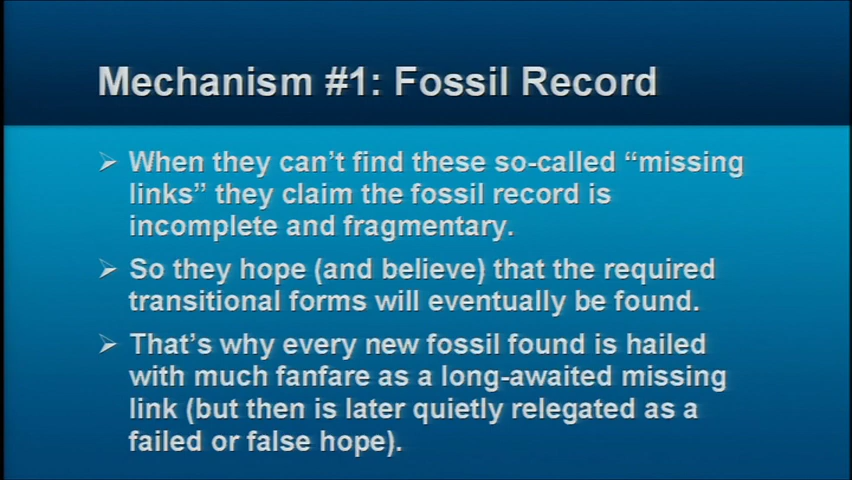 Mechanism #1: Fossil Record
➢ When they can’t find these so-called “missing
links” they claim the fossil record is
incomplete and fragmentary.
➢ So they hope (and believe) that the required
transitional forms will eventually be found.
➢ That’s why every new fossil found is hailed
with much fanfare as a long-awaited missing
link (but then is later quietly relegated as a
failed or false hope).